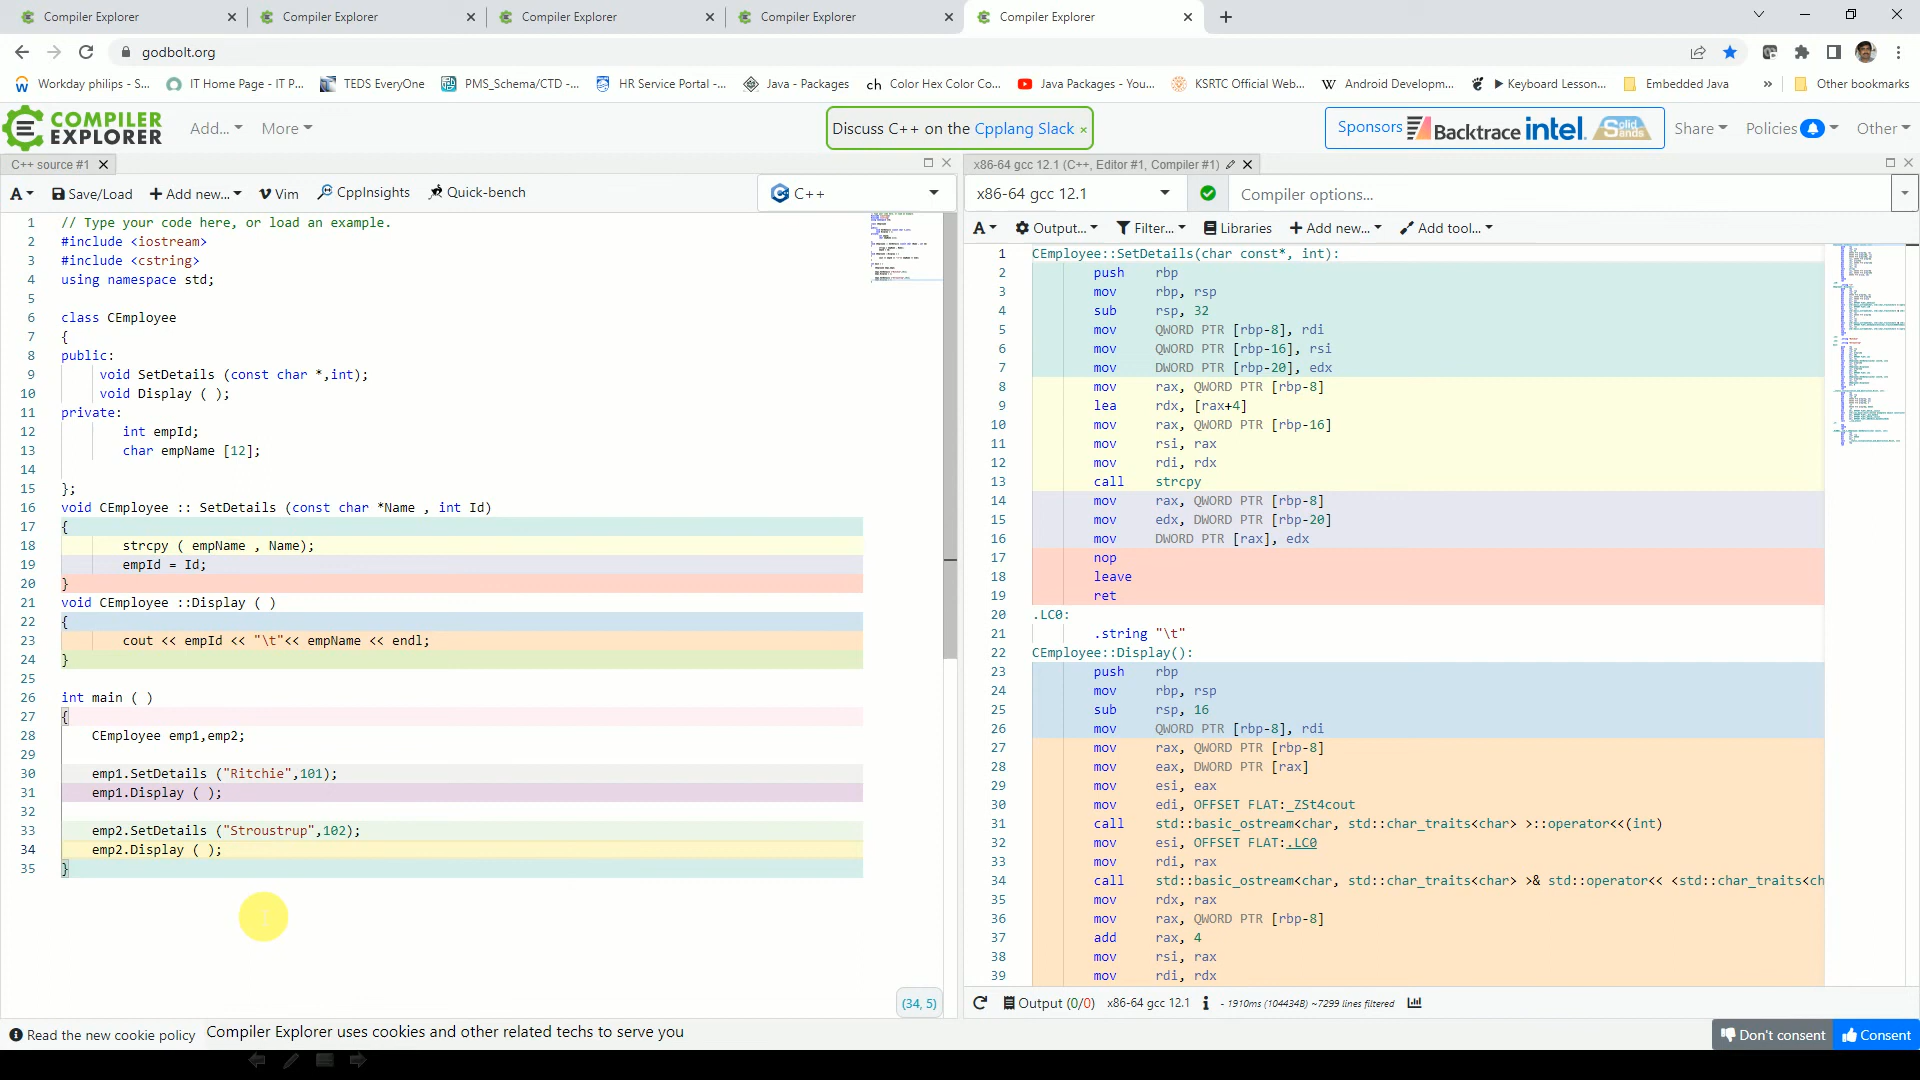 Compiler Explorer
Compiler Explorer
Compiler Explorer
Compiler Explorer
Compiler Explorer
godbolt.org
Workday philips - S...
IT Home Page - IT P...
TEDS EveryOne
PMS_Schema/CTD -...
HR Service Portal -...
Java - Packages
ch Color Hex Color Co...
Java Packages - You...
KSRTC Official Web...
W Android Developm...
Keyboard Lesson...
Embedded Java
»
Other bookmarks
COMPILER
EXPLORER
Add...
More
Discuss C++ on the Cpplang Slack ×
Sponsors Backtrace intel. Solid Sands
Share
Policies
Other
C++ source #1
A
Save/Load
Add new...
Vim
CppInsights
Quick-bench
C++
1 // Type your code here, or load an example.
2 #include <iostream>
3 #include <cstring>
4 using namespace std;
5
6 class CEmployee
7 {
8 public:
9 void SetDetails (const char *,int);
10 void Display ( );
11 private:
12 int empId;
13 char empName [12];
14
15 };
16 void CEmployee :: SetDetails (const char *Name , int Id)
17 {
18 strcpy ( empName , Name);
19 empId = Id;
20 }
21 void CEmployee ::Display ( )
22 {
23 cout << empId << "\t"<< empName << endl;
24 }
25
26 int main ( )
27 {
28 CEmployee emp1,emp2;
29
30 emp1.SetDetails ("Ritchie",101);
31 emp1.Display ( );
32
33 emp2.SetDetails ("Stroustrup",102);
34 emp2.Display ( );
35 }
(34, 5)
x86-64 gcc 12.1 (C++, Editor #1, Compiler #1)
x86-64 gcc 12.1
Compiler options...
A
Output...
Filter...
Libraries
Add new...
Add tool...
1 CEmployee::SetDetails(char const*, int):
2 push rbp
3 mov rbp, rsp
4 sub rsp, 32
5 mov QWORD PTR [rbp-8], rdi
6 mov QWORD PTR [rbp-16], rsi
7 mov DWORD PTR [rbp-20], edx
8 mov rax, QWORD PTR [rbp-8]
9 lea rdx, [rax+4]
10 mov rax, QWORD PTR [rbp-16]
11 mov rsi, rax
12 mov rdi, rdx
13 call strcpy
14 mov rax, QWORD PTR [rbp-8]
15 mov edx, DWORD PTR [rbp-20]
16 mov DWORD PTR [rax], edx
17 nop
18 leave
19 ret
20 .LC0:
21 .string "\t"
22 CEmployee::Display():
23 push rbp
24 mov rbp, rsp
25 sub rsp, 16
26 mov QWORD PTR [rbp-8], rdi
27 mov rax, QWORD PTR [rbp-8]
28 mov eax, DWORD PTR [rax]
29 mov esi, eax
30 mov edi, OFFSET FLAT:_ZSt4cout
31 call std::basic_ostream<char, std::char_traits<char> >::operator<<(int)
32 mov esi, OFFSET FLAT:.LC0
33 mov rdi, rax
34 call std::basic_ostream<char, std::char_traits<char> >& std::operator<< <std::char_traits<ch
35 mov rdx, rax
36 mov rax, QWORD PTR [rbp-8]
37 add rax, 4
38 mov rsi, rax
39 mov rdi, rdx
Output (0/0) x86-64 gcc 12.1 - 1910ms (104434B) ~7299 lines filtered
Read the new cookie policy
Compiler Explorer uses cookies and other related techs to serve you
Don't consent
Consent